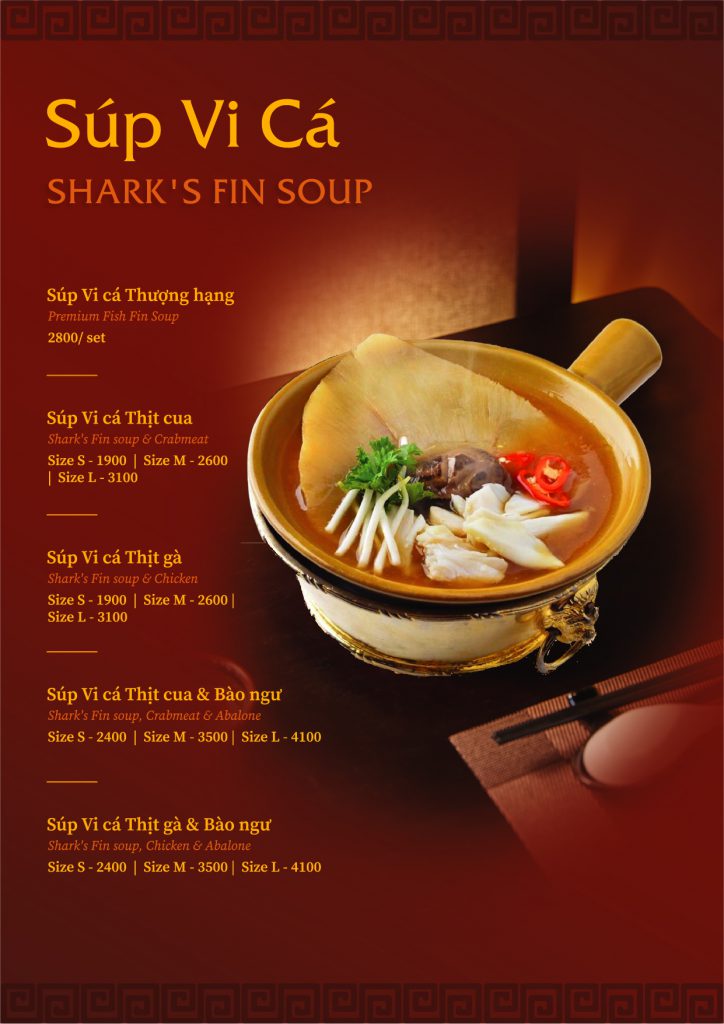 Súp Vi Cá
SHARK'S FIN SOUP
Súp Vi cá Thượng hạng
Premium Fish Fin Soup
2800/ set
Súp Vi cá Thịt cua
Shark's Fin soup & Crabmeat
Size S - 1900 | Size M - 2600
| Size L - 3100
Súp Vi cá Thịt gà
Shark's Fin soup & Chicken
Size S - 1900 | Size M - 2600 |
Size L - 3100
Súp Vi cá Thịt cua & Bào ngư
Shark's Fin soup, Crabmeat & Abalone
Size S - 2400 | Size M - 3500 | Size L - 4100
Súp Vi cá Thịt gà & Bào ngư
Shark's Fin soup, Chicken & Abalone
Size S - 2400 | Size M - 3500 | Size L - 4100